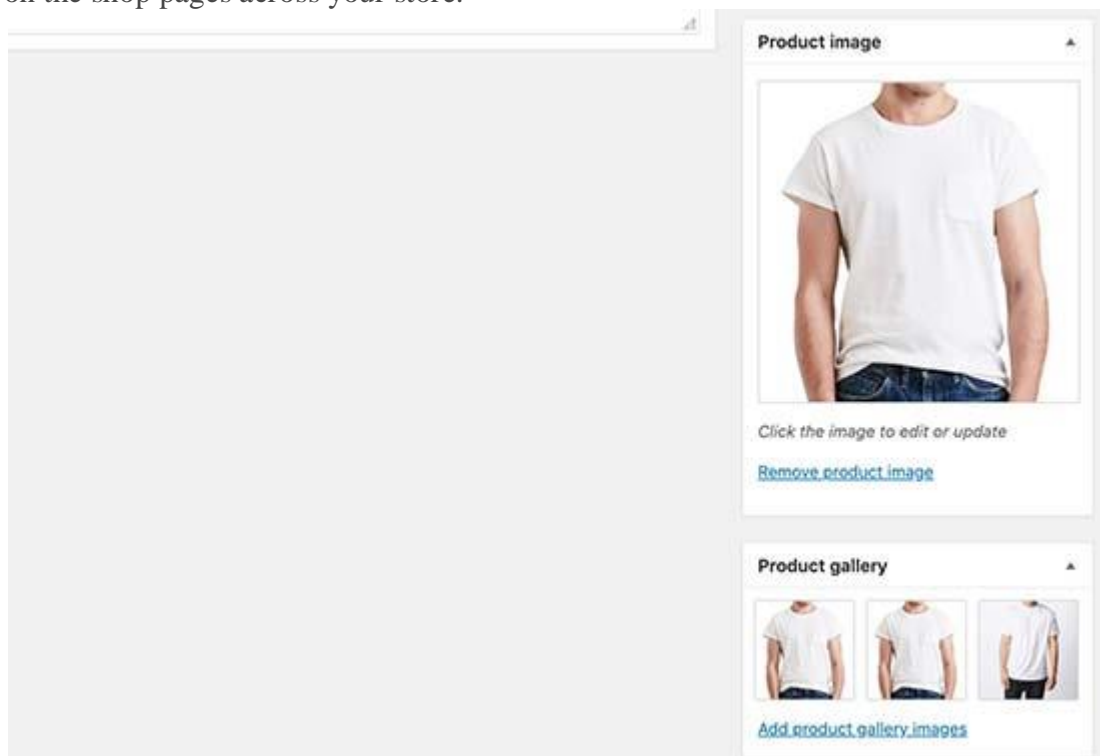 on the shop pages across your store.
Product image
Click the image to edit or update
Remove product image
Product gallery
Add product gallery images